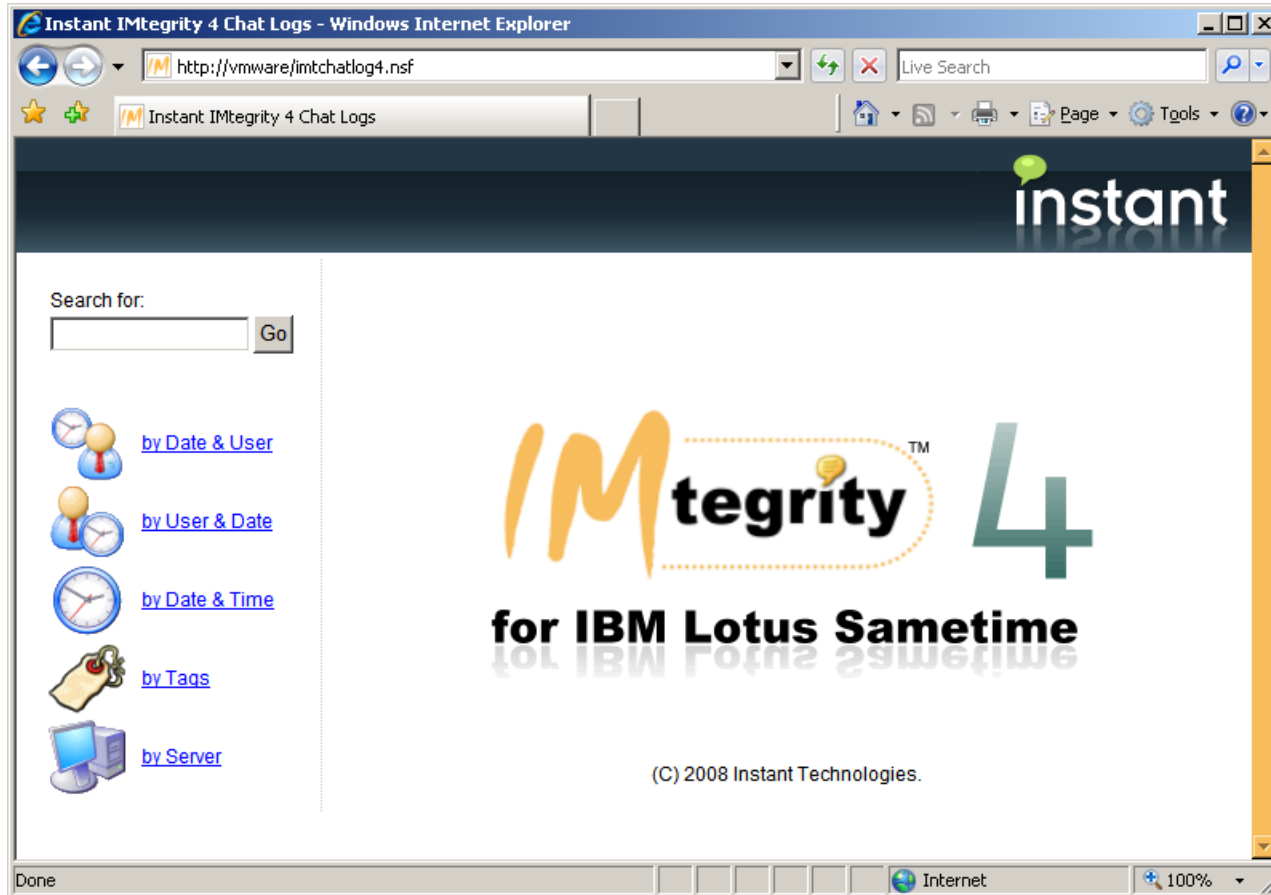 Instant IMtegrity 4 Chat Logs - Windows Internet Explorer
http://vmware/imtchatlog4.nsf
Live Search
Instant IMtegrity 4 Chat Logs
Page
Tools
instant
Search for:
Go
by Date & User
by User & Date
by Date & Time
by Tags
by Server
IMtegrity™ 4
for IBM Lotus Sametime
(C) 2008 Instant Technologies.
Done
Internet
100%